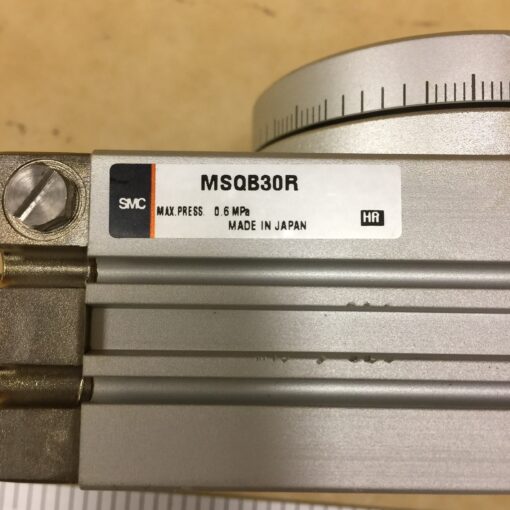 MSQB30R
SMC
MAX.PRESS. 0.6 MPa
MADE IN JAPAN
HR